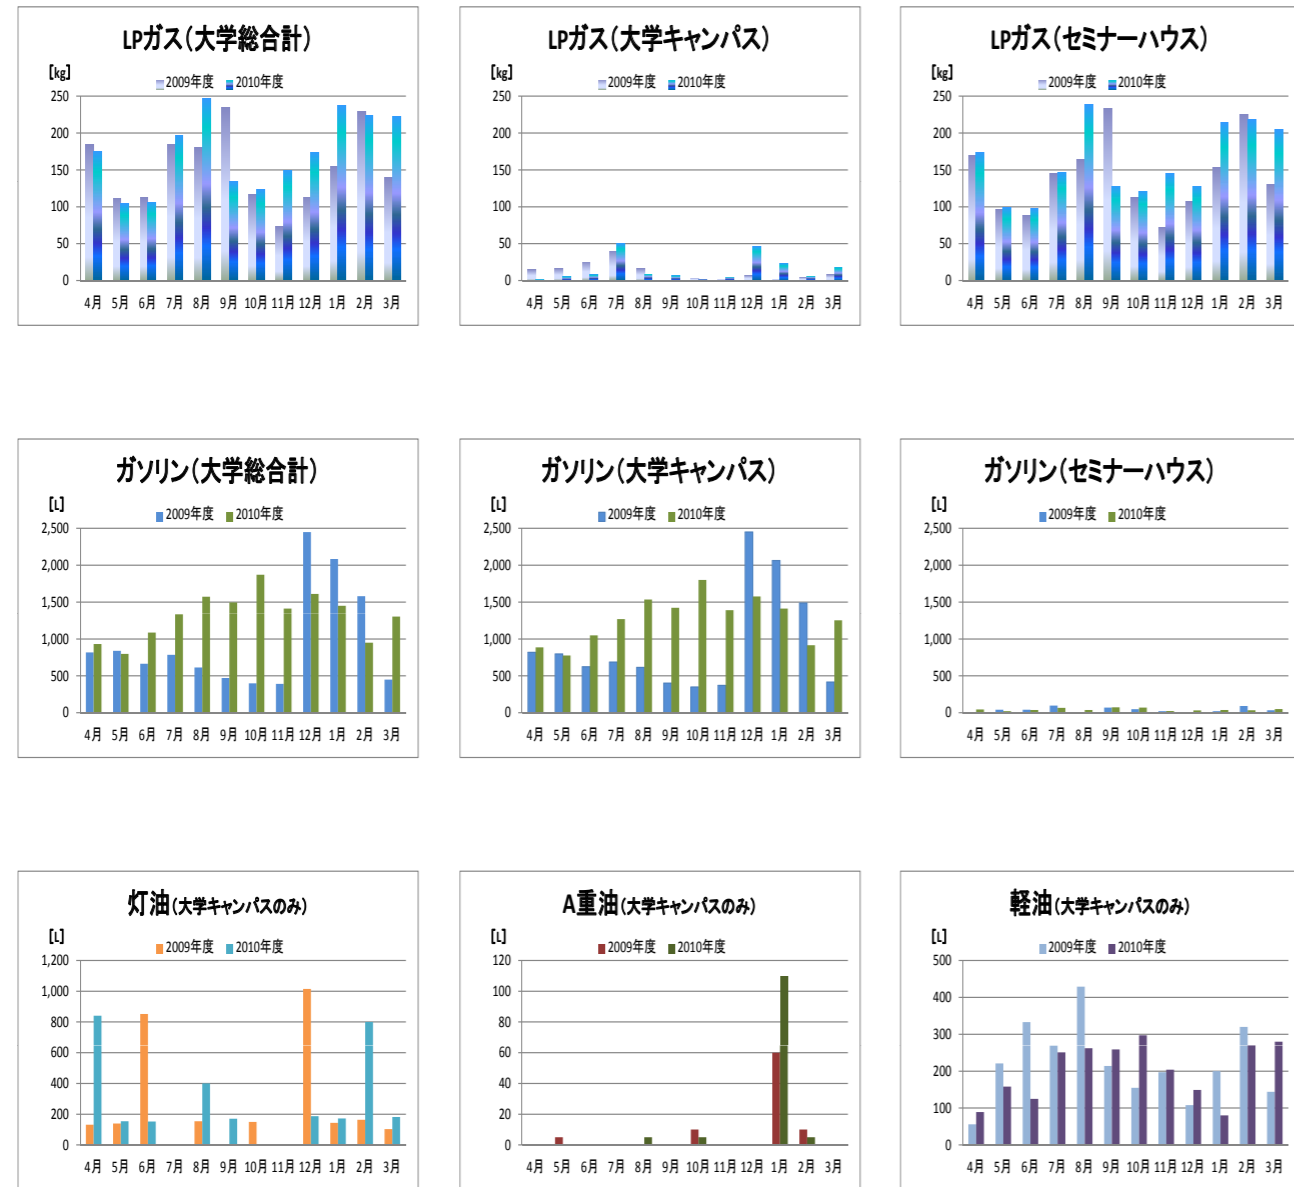 LPガス(大学総合計)
[kg]
2009年度 2010年度
250
200
150
100
50
0
4月 5月 6月 7月 8月 9月 10月 11月 12月 1月 2月 3月
LPガス(大学キャンパス)
[kg]
2009年度 2010年度
250
200
150
100
50
0
4月 5月 6月 7月 8月 9月 10月 11月 12月 1月 2月 3月
LPガス(セミナーハウス)
[kg]
2009年度 2010年度
250
200
150
100
50
0
4月 5月 6月 7月 8月 9月 10月 11月 12月 1月 2月 3月
ガソリン(大学総合計)
[L]
2009年度 2010年度
2,500
2,000
1,500
1,000
500
0
4月 5月 6月 7月 8月 9月 10月 11月 12月 1月 2月 3月
ガソリン(大学キャンパス)
[L]
2009年度 2010年度
2,500
2,000
1,500
1,000
500
0
4月 5月 6月 7月 8月 9月 10月 11月 12月 1月 2月 3月
ガソリン(セミナーハウス)
[L]
2009年度 2010年度
2,500
2,000
1,500
1,000
500
0
4月 5月 6月 7月 8月 9月 10月 11月 12月 1月 2月 3月
灯油(大学キャンパスのみ)
[L]
2009年度 2010年度
1,200
1,000
800
600
400
200
0
4月 5月 6月 7月 8月 9月 10月 11月 12月 1月 2月 3月
A重油(大学キャンパスのみ)
[L]
2009年度 2010年度
120
100
80
60
40
20
0
4月 5月 6月 7月 8月 9月 10月 11月 12月 1月 2月 3月
軽油(大学キャンパスのみ)
[L]
2009年度 2010年度
500
400
300
200
100
0
4月 5月 6月 7月 8月 9月 10月 11月 12月 1月 2月 3月